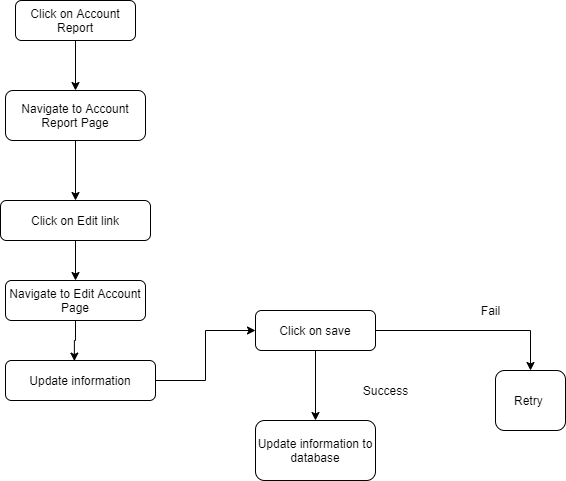 Click on Account
Report
Navigate to Account
Report Page
Click on Edit link
Navigate to Edit Account
Page
Update information
Click on save
Fail
Success
Retry
Update information to
database